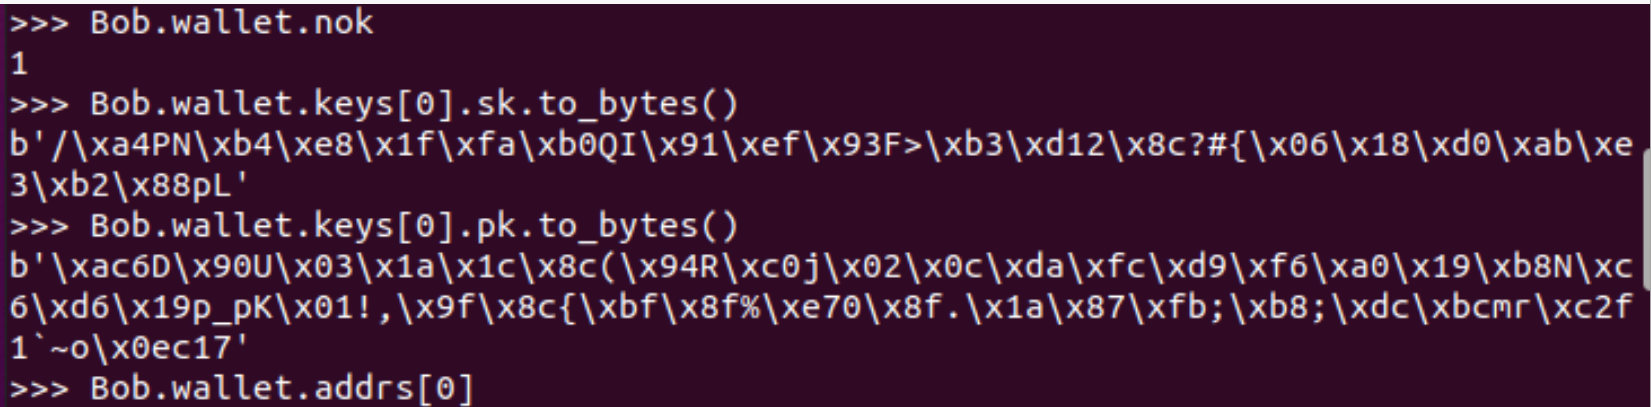 >>> Bob.wallet.nok
1
>>> Bob.wallet.keys[0].sk.to_bytes()
b'/\xa4PN\xb4\xe8\x1f\xfa\xb0QI\x91\xef\x93F>\xb3\xd12\x8c?#{\x06\x18\xd0\xab\xe
3\xb2\x88pL'
>>> Bob.wallet.keys[0].pk.to_bytes()
b'\xac6D\x90U\x03\x1a\x1c\x8c(\x94R\xc0j\x02\x0c\xda\xfc\xd9\xf6\xa0\x19\xb8N\xc
6\xd6\x19p_pK\x01!,\x9f\x8c{\xbf\x8f%\xe70\x8f.\x1a\x87\xfb;\xb8;\xdc\xbcmr\xc2f
1`~o\x0ec17'
>>> Bob.wallet.addrs[0]